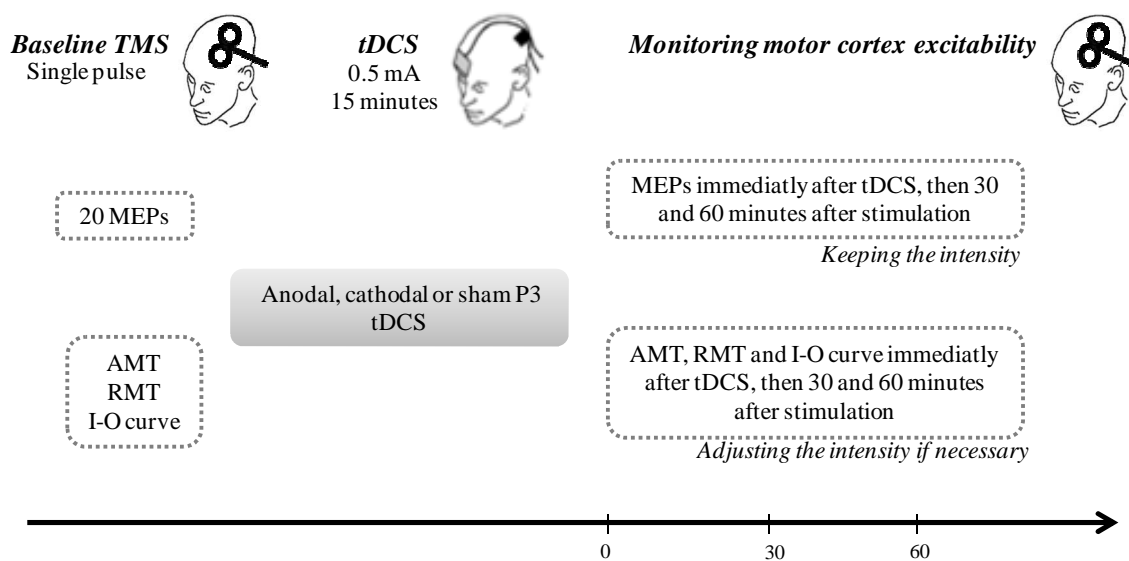 Baseline TMS
Single pulse
tDCS
0.5 mA
15 minutes
Monitoring motor cortex excitability
20 MEPs
MEPs immediatly after tDCS, then 30
and 60 minutes after stimulation
Keeping the intensity
Anodal, cathodal or sham P3
tDCS
AMT
RMT
I-O curve
AMT, RMT and I-O curve immediatly
after tDCS, then 30 and 60 minutes
after stimulation
Adjusting the intensity if necessary
0
30
60